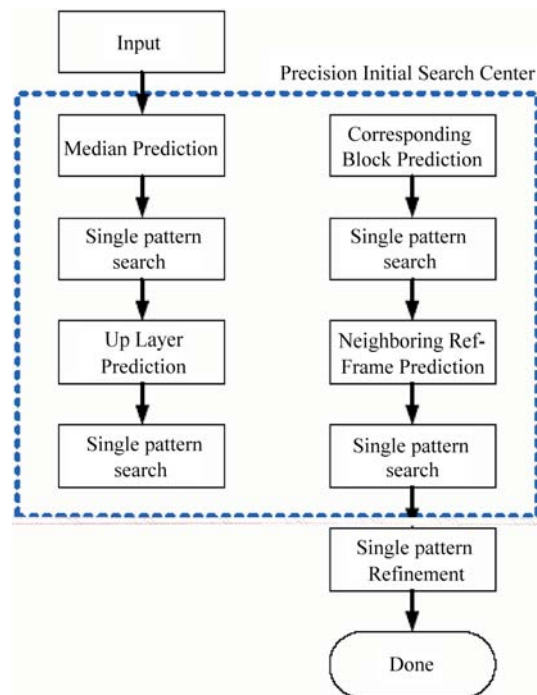 Input
Precision Initial Search Center
Median Prediction
Single pattern
search
Up Layer
Prediction
Single pattern
search
Corresponding
Block Prediction
Single pattern
search
Neighboring Ref-
Frame Prediction
Single pattern
search
Single pattern
Refinement
Done